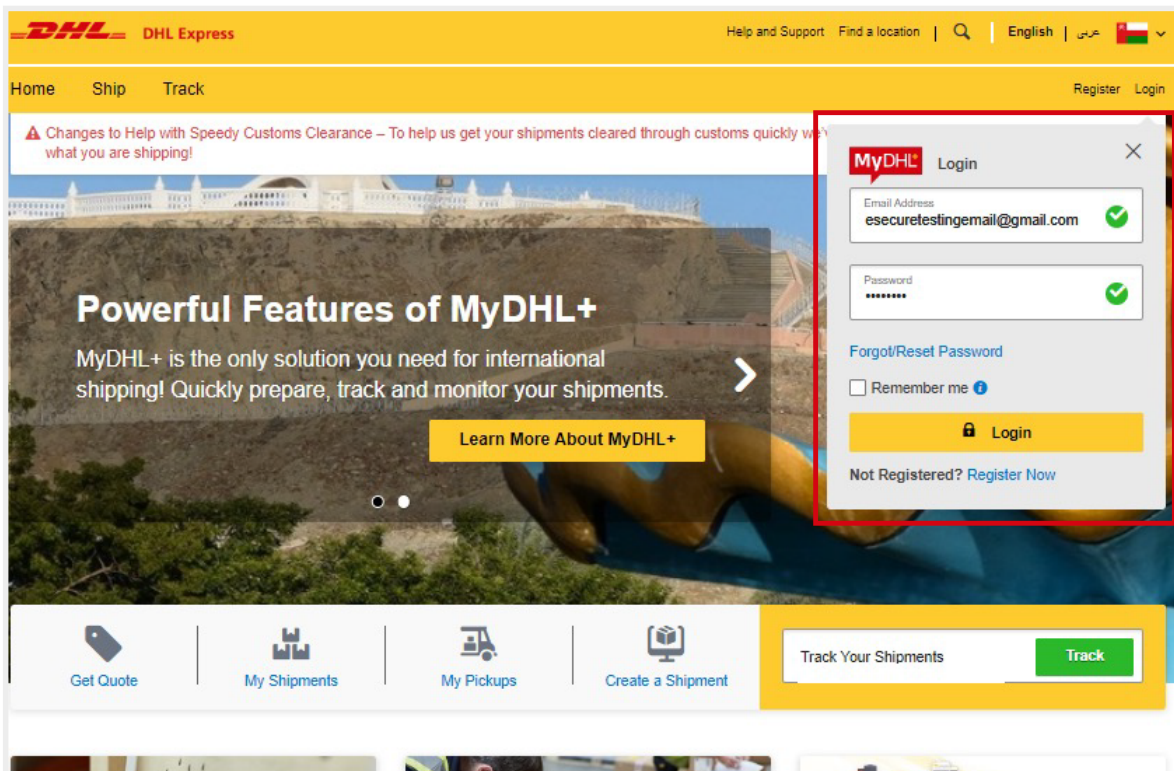 DHL DHL Express
Help and Support Find a location | English | عربي
Home Ship Track
Register Login
Changes to Help with Speedy Customs Clearance – To help us get your shipments cleared through customs quickly we'
what you are shipping!
MyDHL+ Login
Email Address
esecuretestingemail@gmail.com
Password
••••••••
Forgot/Reset Password
Remember me
Login
Not Registered? Register Now
Powerful Features of MyDHL+
MyDHL+ is the only solution you need for international
shipping! Quickly prepare, track and monitor your shipments.
Learn More About MyDHL+
Get Quote
My Shipments
My Pickups
Create a Shipment
Track Your Shipments
Track